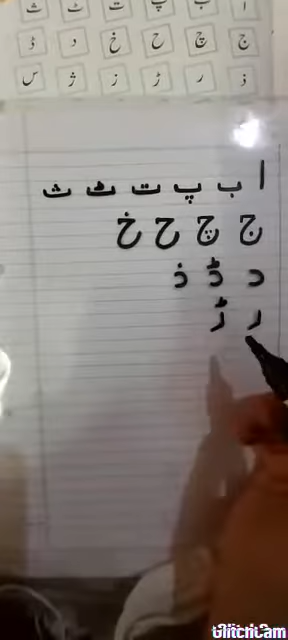 ا ب پ ت ٹ ث
ج چ ح خ د ڈ
ذ ر ڑ ز ژ س
ا ب پ ت ٹ ث
ج چ ح خ
د ڈ ذ
ر ڑ
GlitchCam